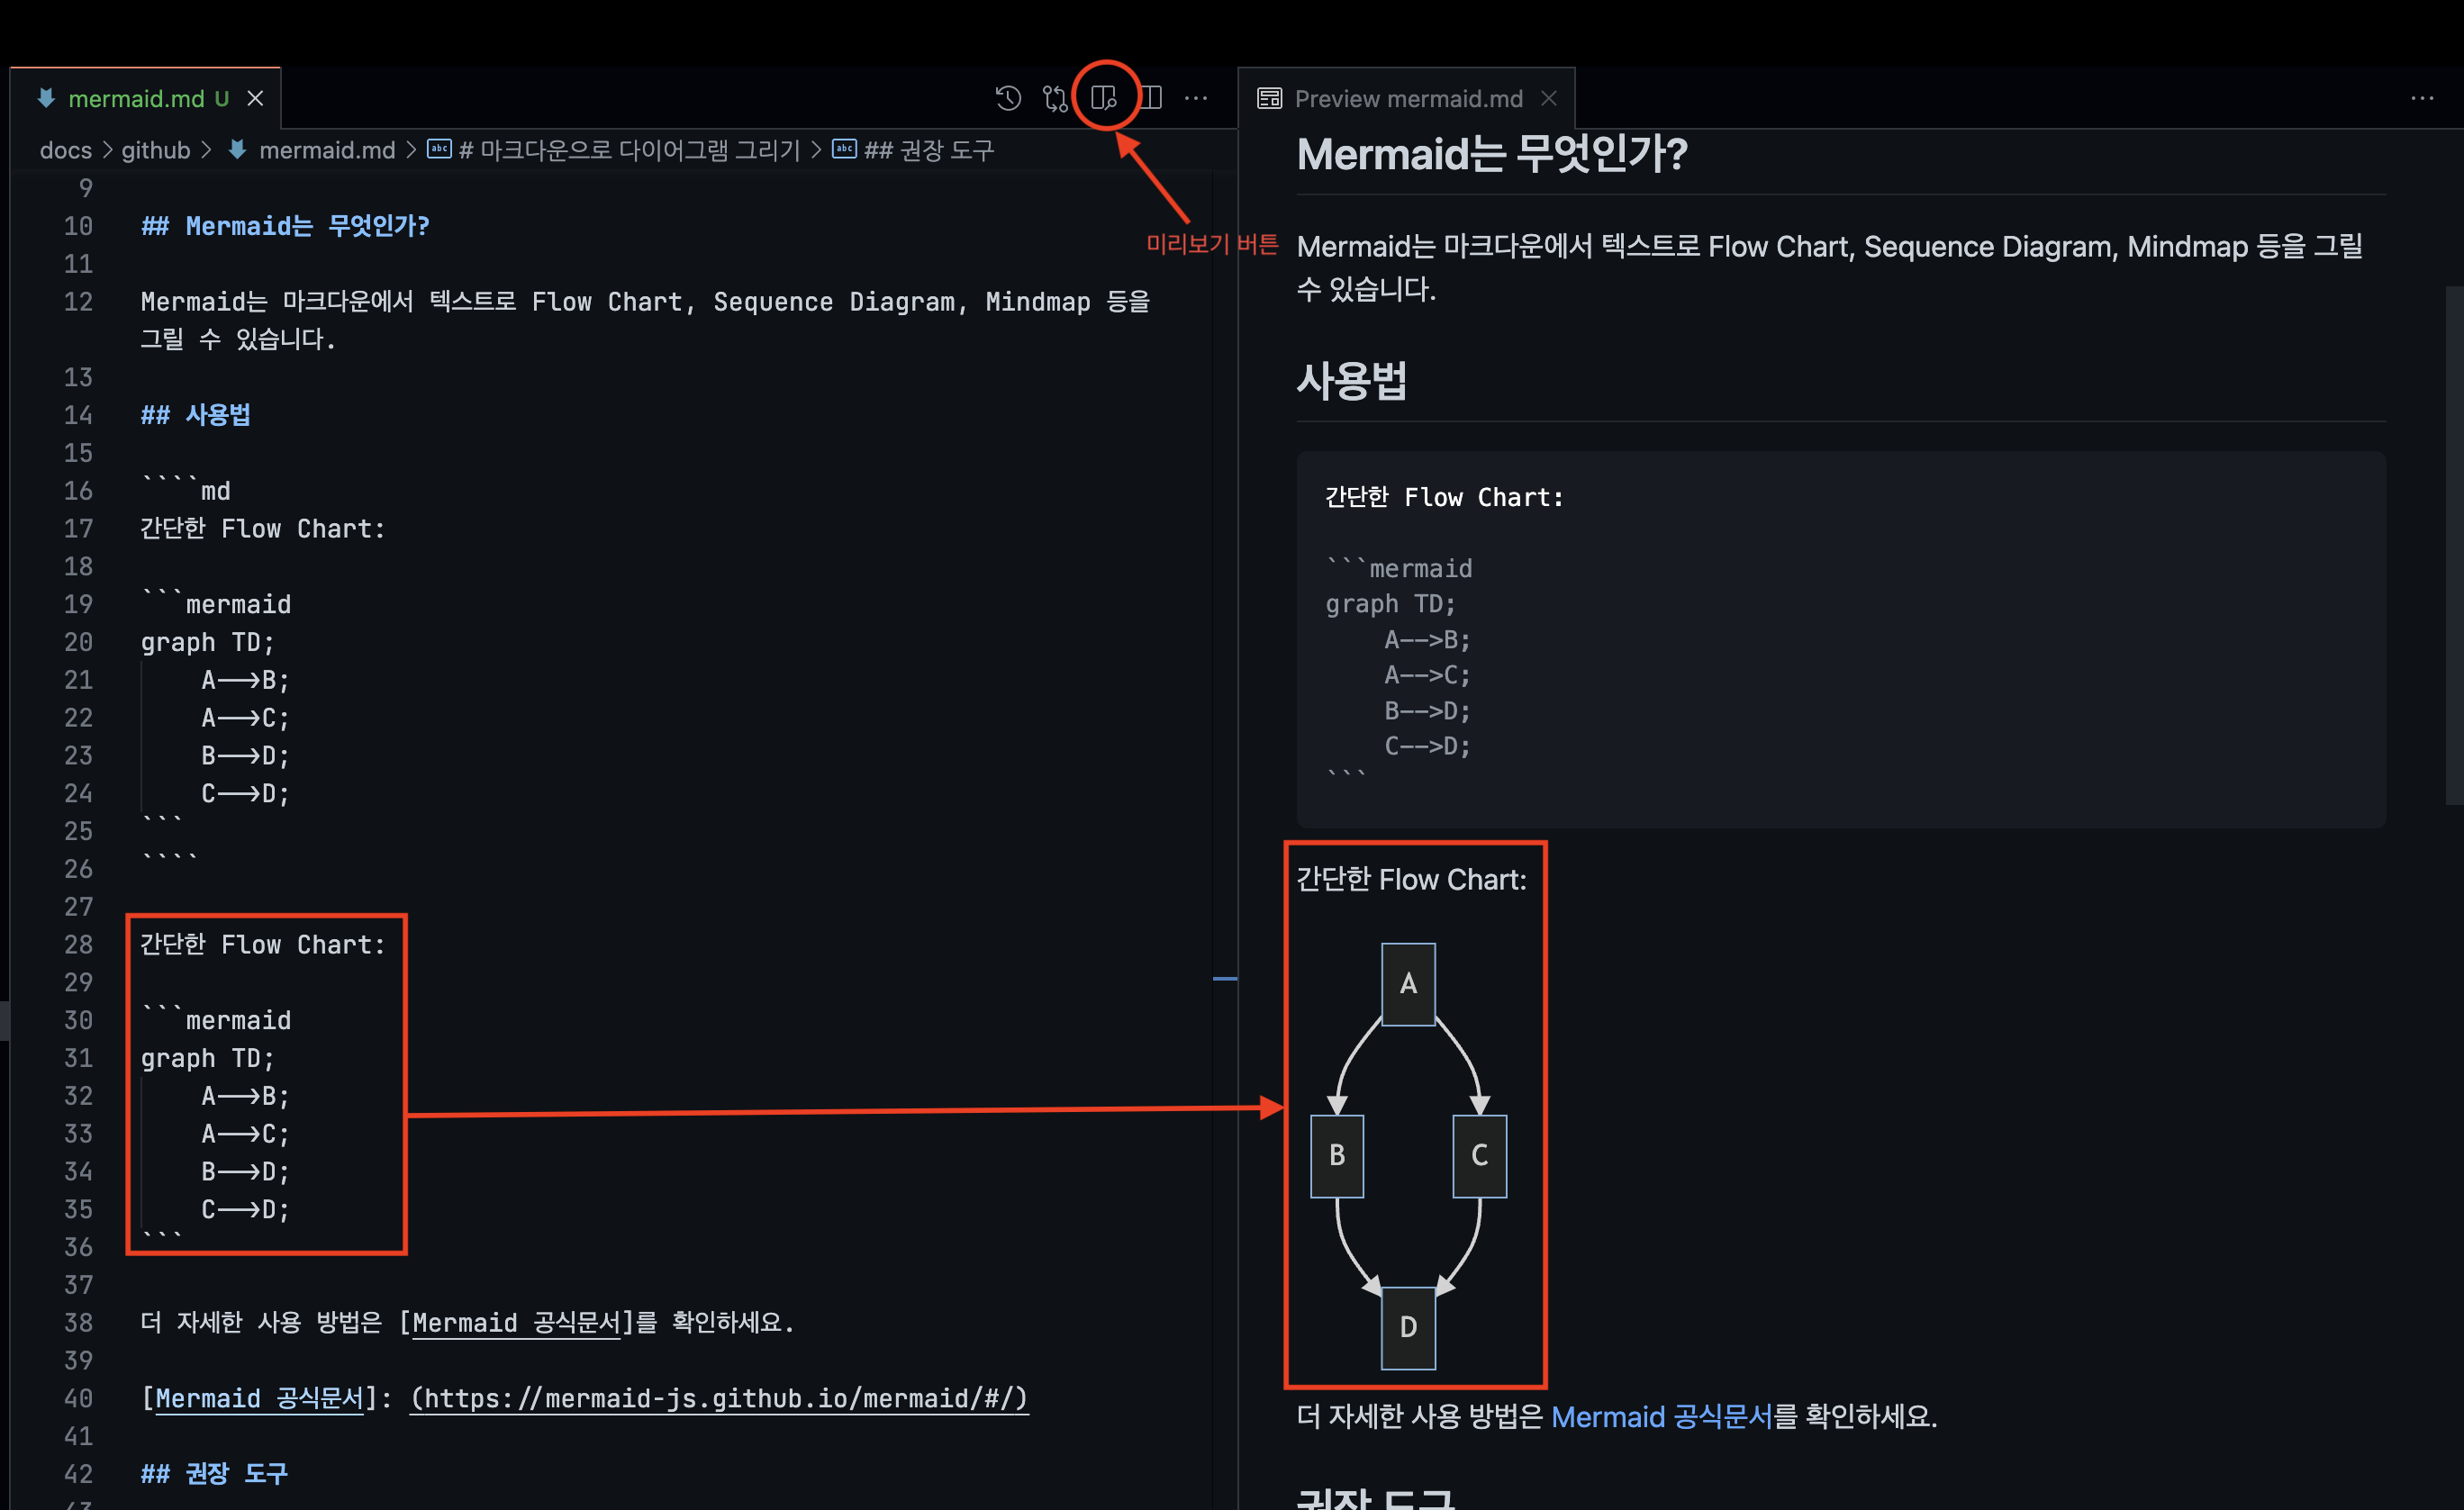 mermaid.md U
Preview mermaid.md
docs > github > mermaid.md > # 마크다운으로 다이어그램 그리기 > ## 권장 도구
미리보기 버튼
9
10 ## Mermaid는 무엇인가?
11
12 Mermaid는 마크다운에서 텍스트로 Flow Chart, Sequence Diagram, Mindmap 등을
그릴 수 있습니다.
13
14 ## 사용법
15
16 ````md
17 간단한 Flow Chart:
18
19 ```mermaid
20 graph TD;
21 A-->B;
22 A-->C;
23 B-->D;
24 C-->D;
25 ```
26 ````
27
28 간단한 Flow Chart:
29
30 ```mermaid
31 graph TD;
32 A-->B;
33 A-->C;
34 B-->D;
35 C-->D;
36 ```
37
38 더 자세한 사용 방법은 [Mermaid 공식문서]를 확인하세요.
39
40 [Mermaid 공식문서]: (https://mermaid-js.github.io/mermaid/#/)
41
42 ## 권장 도구
43
Mermaid는 무엇인가?
Mermaid는 마크다운에서 텍스트로 Flow Chart, Sequence Diagram, Mindmap 등을 그릴
수 있습니다.
사용법
간단한 Flow Chart:
```mermaid
graph TD;
A-->B;
A-->C;
B-->D;
C-->D;
```
간단한 Flow Chart:
A
B C
D
더 자세한 사용 방법은 Mermaid 공식문서를 확인하세요.
권장 도구